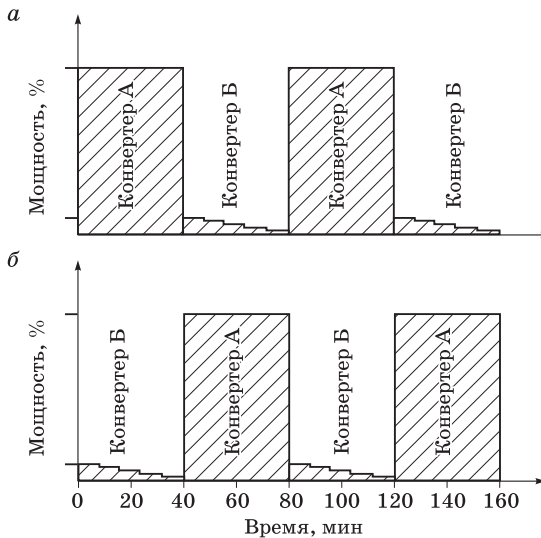 а
Мощность, %
Конвертер А
Конвертер Б
Конвертер А
Конвертер Б
б
Мощность, %
Конвертер Б
Конвертер А
Конвертер Б
Конвертер А
0 20 40 60 80 100 120 140 160
Время, мин